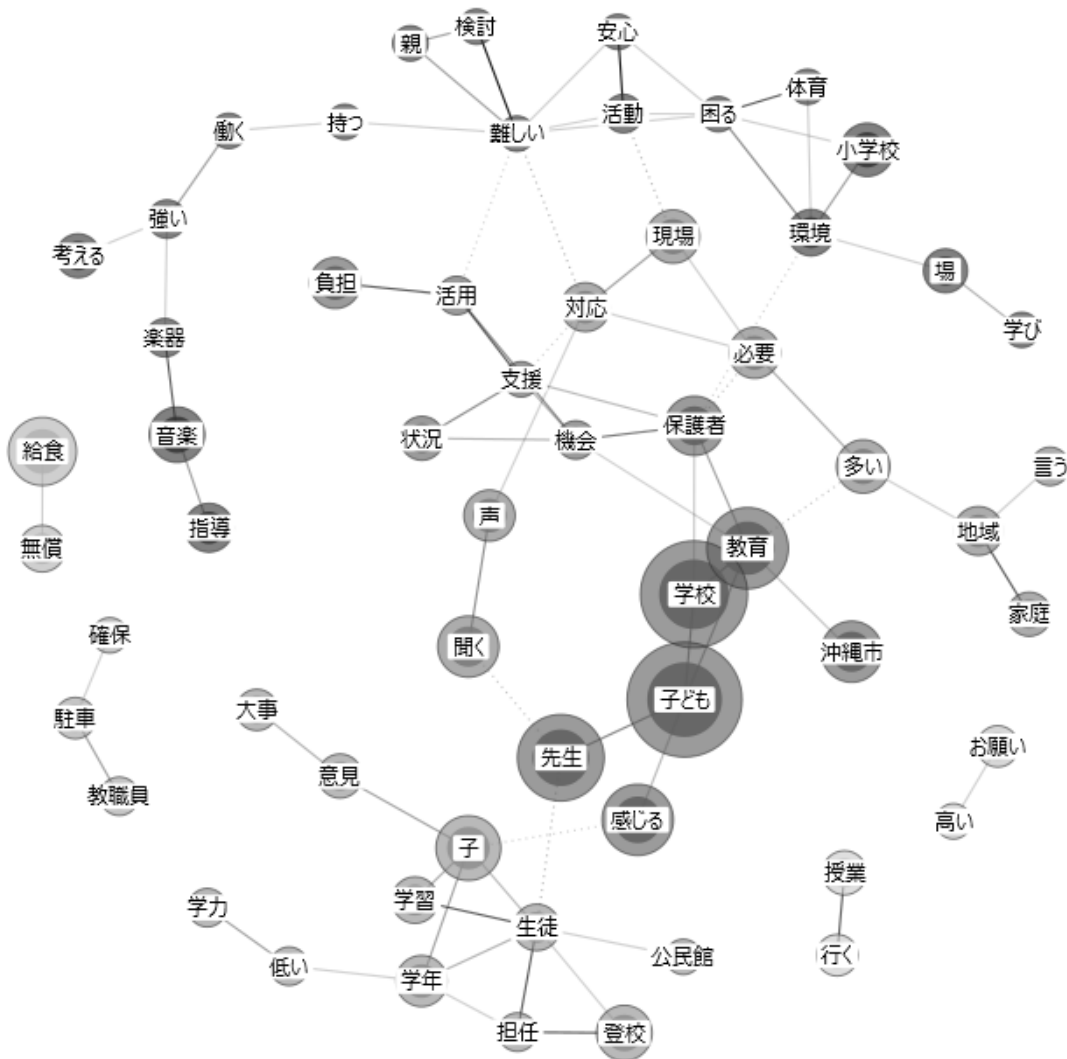 検討
安心
親
体育
活動
困る
持つ
働く
難しい
小学校
強い
現場
環境
考える
場
負担
活用
対応
学び
楽器
必要
支援
音楽
保護者
状況
機会
給食
多い
言う
声
指導
地域
無償
教育
学校
家庭
確保
聞く
沖縄市
子ども
大事
駐車
お願い
先生
意見
教職員
感じる
高い
子
授業
学習
学力
生徒
公民館
行く
低い
学年
担任
登校